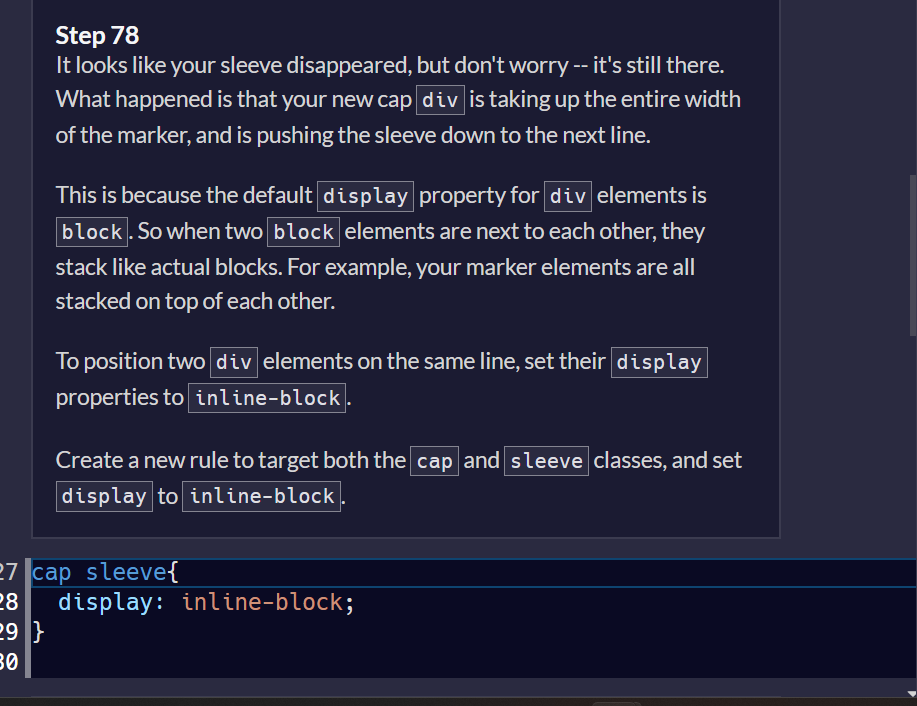 Step 78
It looks like your sleeve disappeared, but don't worry -- it's still there.
What happened is that your new cap div is taking up the entire width
of the marker, and is pushing the sleeve down to the next line.
This is because the default display property for div elements is
block. So when two block elements are next to each other, they
stack like actual blocks. For example, your marker elements are all
stacked on top of each other.
To position two div elements on the same line, set their display
properties to inline-block.
Create a new rule to target both the cap and sleeve classes, and set
display to inline-block.
27 cap sleeve{
28 display: inline-block;
29 }
30